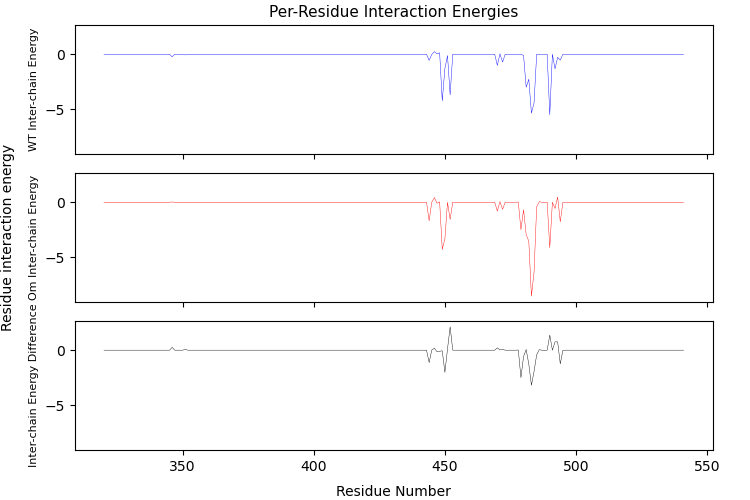 Per-Residue Interaction Energies
Residue interaction energy
WT Inter-chain Energy
0
−5
Om Inter-chain Energy
0
−5
Inter-chain Energy Difference
0
−5
350
400
450
500
550
Residue Number